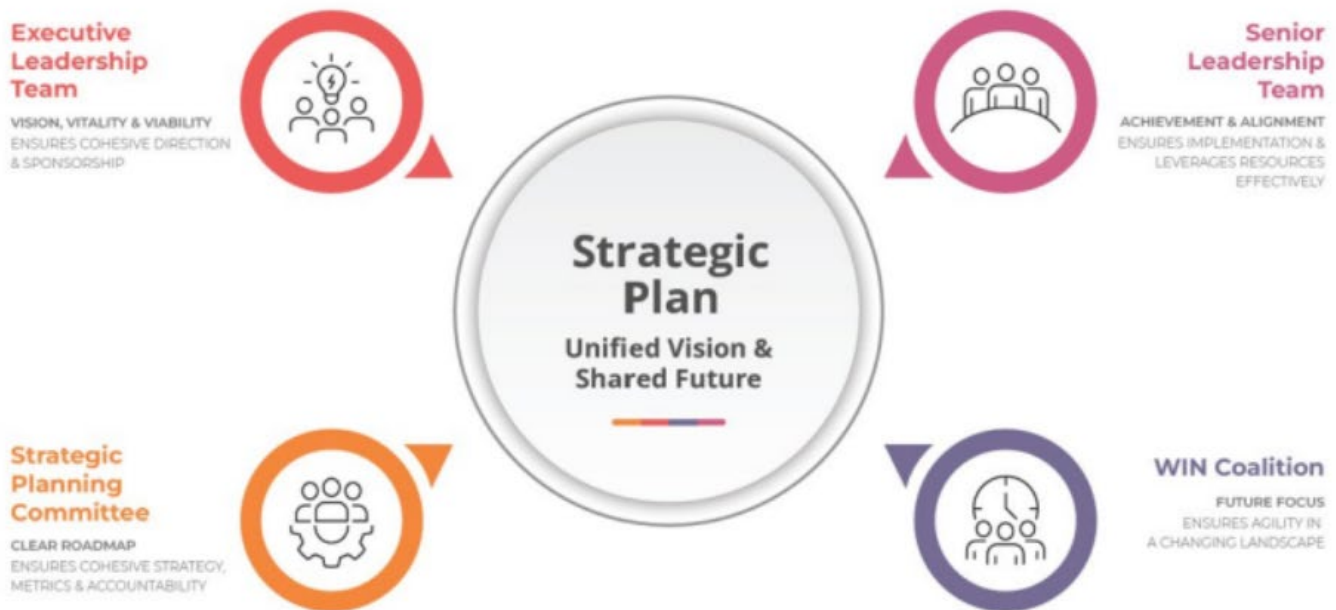 Executive
Leadership
Team
VISION, VITALITY & VIABILITY
ENSURES COHESIVE DIRECTION
& SPONSORSHIP
Senior
Leadership
Team
ACHIEVEMENT & ALIGNMENT
ENSURES IMPLEMENTATION &
LEVERAGES RESOURCES
EFFECTIVELY
Strategic
Plan
Unified Vision &
Shared Future
Strategic
Planning
Committee
CLEAR ROADMAP
ENSURES COHESIVE STRATEGY,
METRICS & ACCOUNTABILITY
WIN Coalition
FUTURE FOCUS
ENSURES AGILITY IN
A CHANGING LANDSCAPE